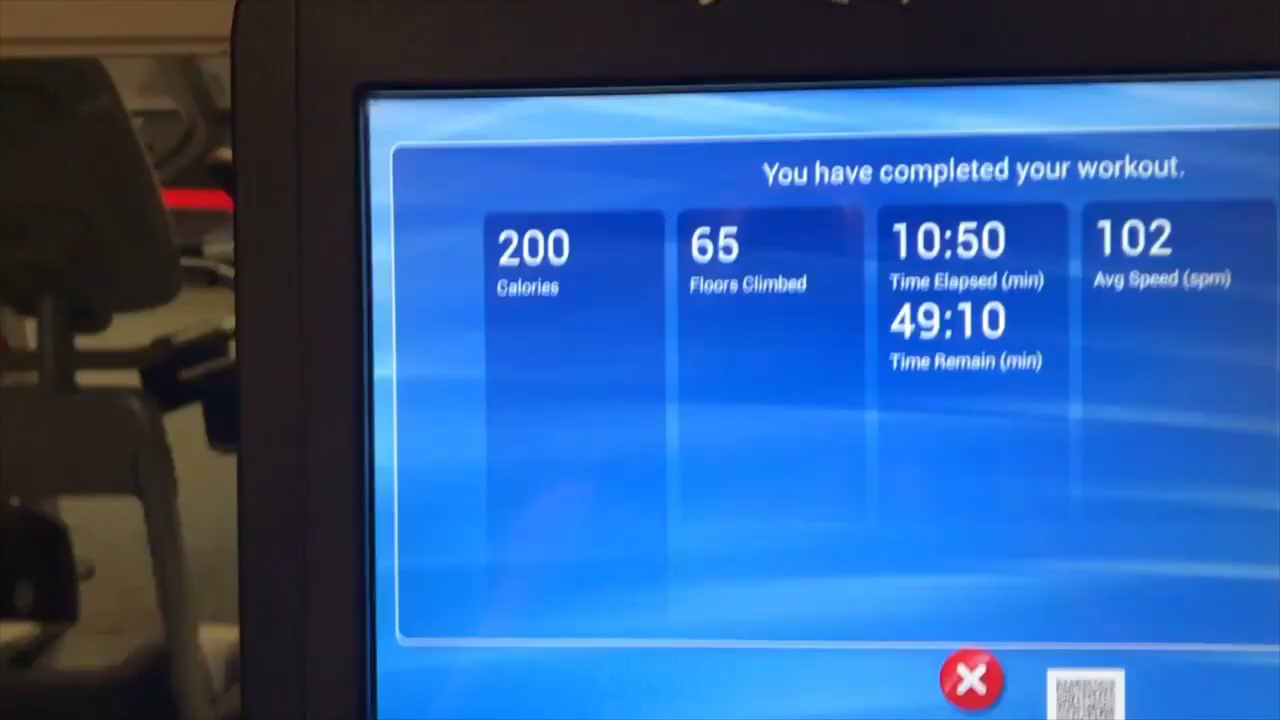 You have completed your workout.
200
Calories
65
Floors Climbed
10:50
Time Elapsed (min)
49:10
Time Remain (min)
102
Avg Speed (spm)